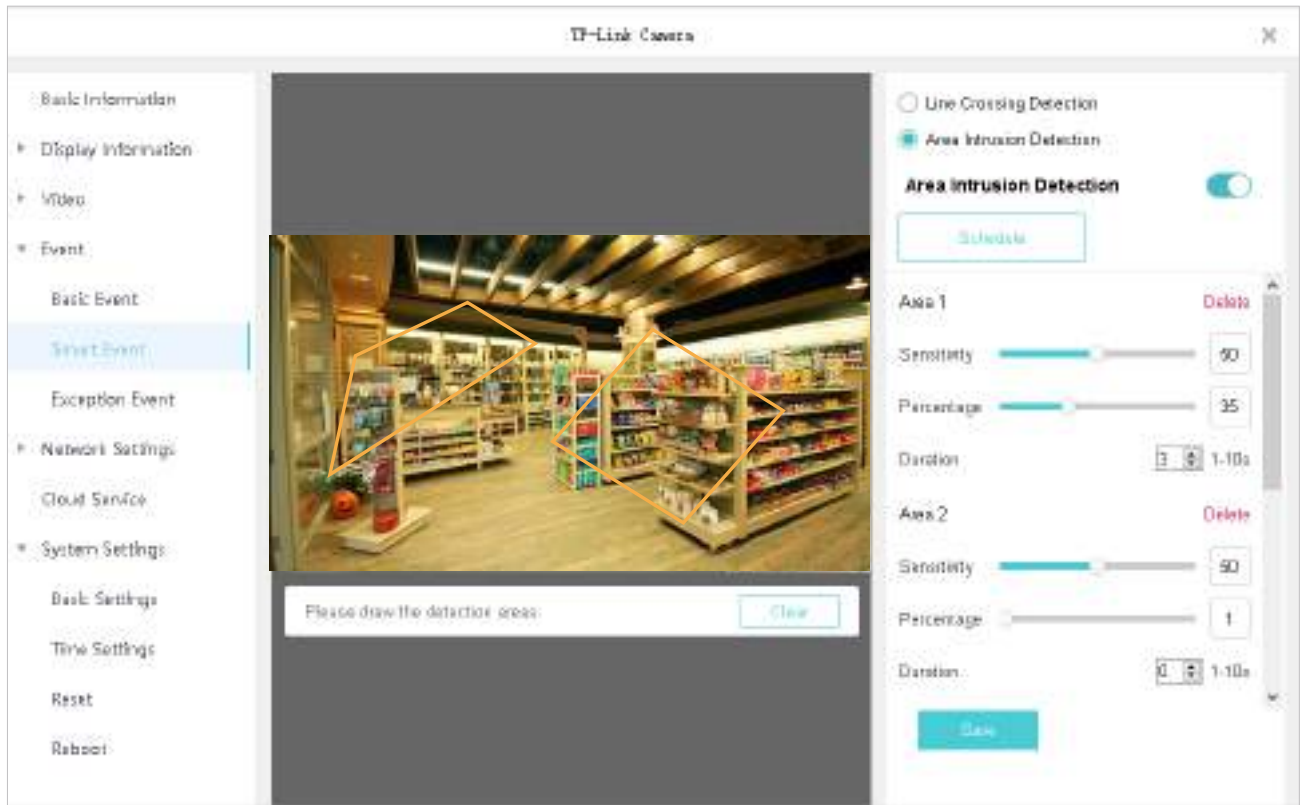 TP-Link Camera
Basic Information
Display Information
Video
Event
Basic Event
Smart Event
Exception Event
Network Settings
Cloud Service
System Settings
Basic Settings
Time Settings
Reset
Reboot
Please draw the detection areas.
Clear
Line Crossing Detection
Area Intrusion Detection
Area Intrusion Detection
Schedule
Area 1 Delete
Sensitivity 50
Percentage 35
Duration 3 1-10s
Area 2 Delete
Sensitivity 50
Percentage 1
Duration 0 1-10s
Save